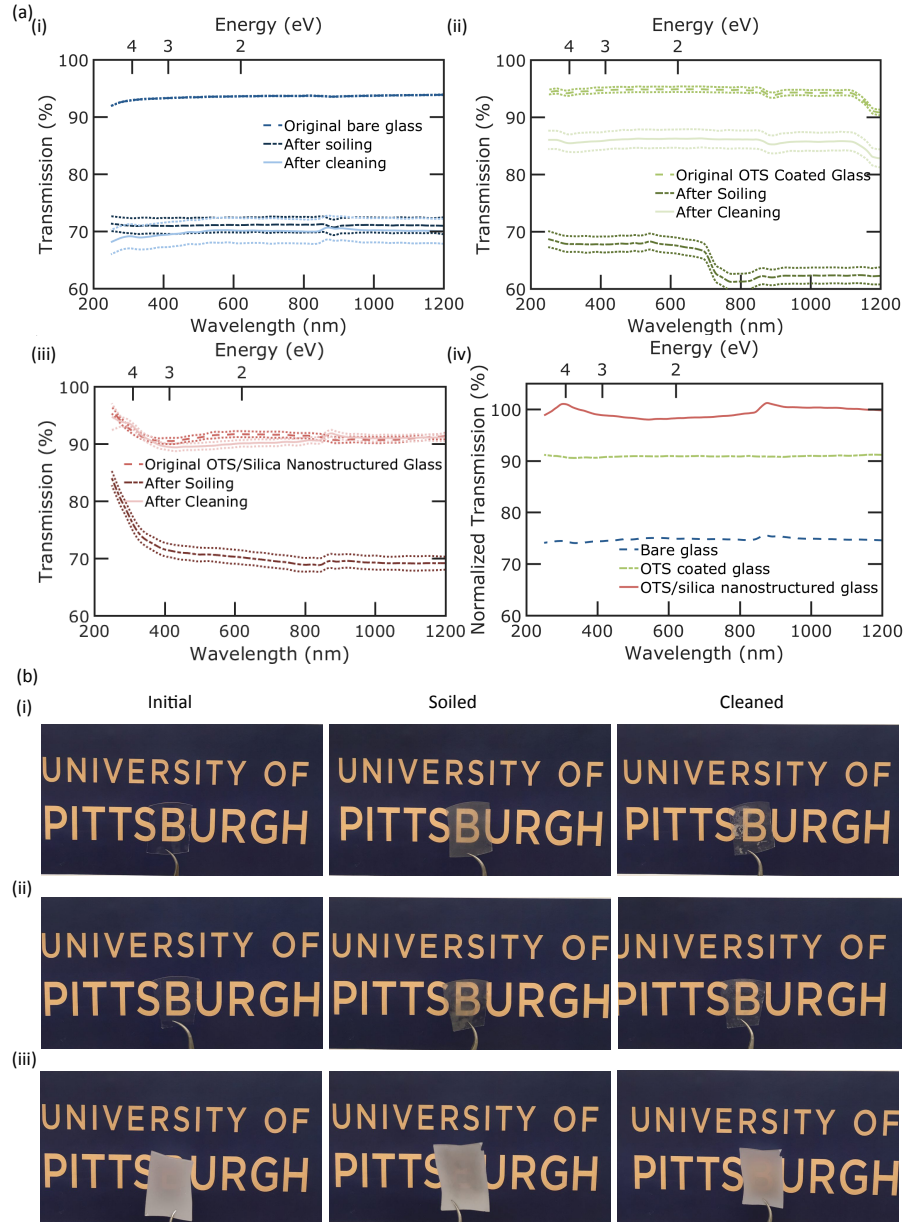 (a)
(i)
Energy (eV)
4 3 2
100
90
80
70
60
Transmission (%)
Original bare glass
After soiling
After cleaning
200 400 600 800 1000 1200
Wavelength (nm)
(ii)
Energy (eV)
4 3 2
100
90
80
70
60
Transmission (%)
Original OTS Coated Glass
After Soiling
After Cleaning
200 400 600 800 1000 1200
Wavelength (nm)
(iii)
Energy (eV)
4 3 2
100
90
80
70
60
Transmission (%)
Original OTS/Silica Nanostructured Glass
After Soiling
After Cleaning
200 400 600 800 1000 1200
Wavelength (nm)
(iv)
Energy (eV)
4 3 2
100
90
80
70
60
Normalized Transmission (%)
Bare glass
OTS coated glass
OTS/silica nanostructured glass
200 400 600 800 1000 1200
Wavelength (nm)
(b)
Initial Soiled Cleaned
(i)
UNIVERSITY OF
PITTSBURGH
UNIVERSITY OF
PITTSBURGH
UNIVERSITY OF
PITTSBURGH
(ii)
UNIVERSITY OF
PITTSBURGH
UNIVERSITY OF
PITTSBURGH
UNIVERSITY OF
PITTSBURGH
(iii)
UNIVERSITY OF
PITTS URGH
UNIVERSITY OF
PITTS URGH
UNIVERSITY OF
PITTS URGH